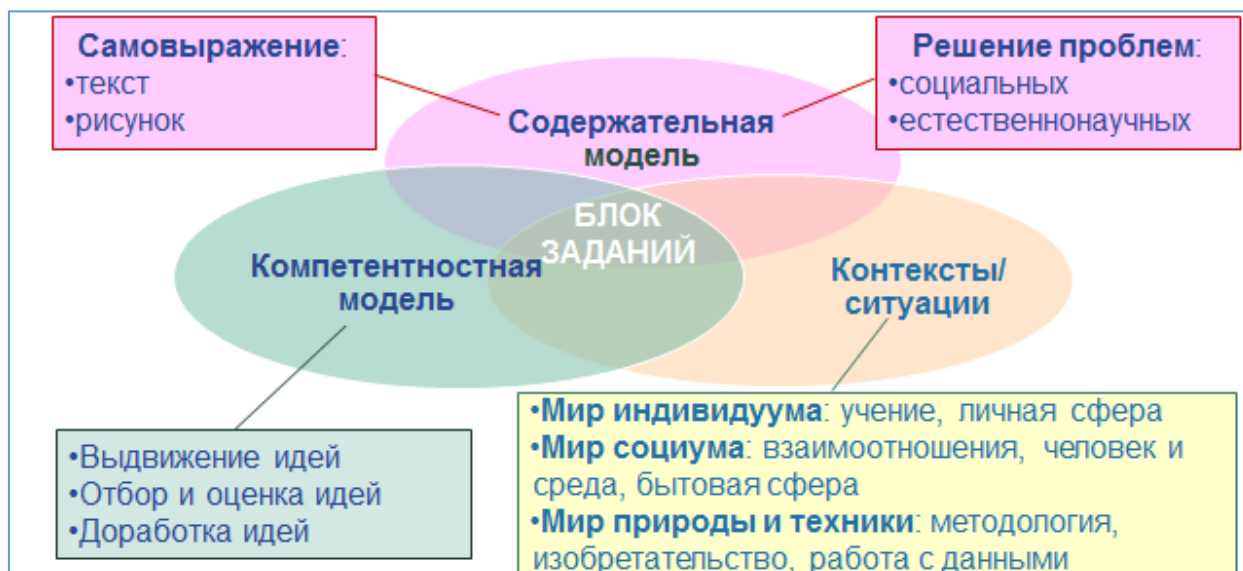 Самовыражение:
•текст
•рисунок
Решение проблем:
•социальных
•естественнонаучных
Содержательная
модель
БЛОК
ЗАДАНИЙ
Компетентностная
модель
Контексты/
ситуации
•Выдвижение идей
•Отбор и оценка идей
•Доработка идей
•Мир индивидуума: учение, личная сфера
•Мир социума: взаимоотношения, человек и
среда, бытовая сфера
•Мир природы и техники: методология,
изобретательство, работа с данными